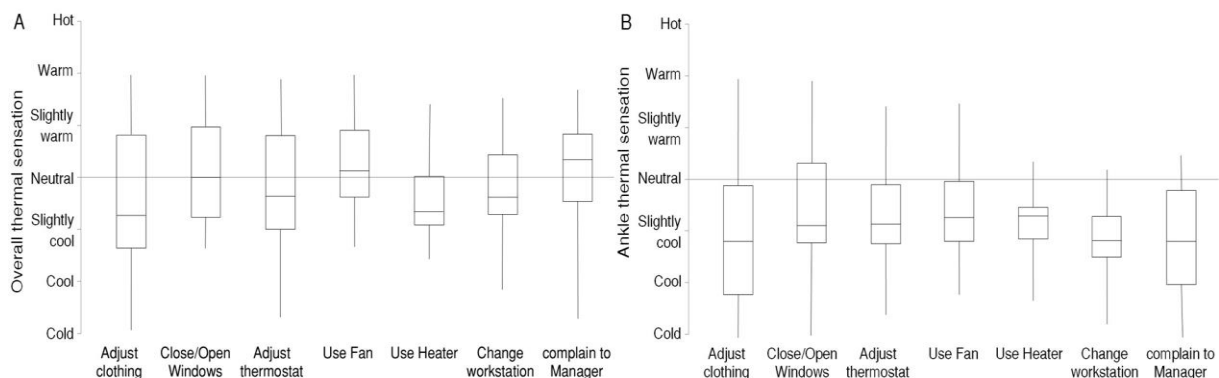 A
Overall thermal sensation
Hot
Warm
Slightly
warm
Neutral
Slightly
cool
Cool
Cold
Adjust
clothing
Close/Open
Windows
Adjust
thermostat
Use Fan
Use Heater
Change
workstation
complain to
Manager
B
Ankle thermal sensation
Hot
Warm
Slightly
warm
Neutral
Slightly
cool
Cool
Cold
Adjust
clothing
Close/Open
Windows
Adjust
thermostat
Use Fan
Use Heater
Change
workstation
complain to
Manager